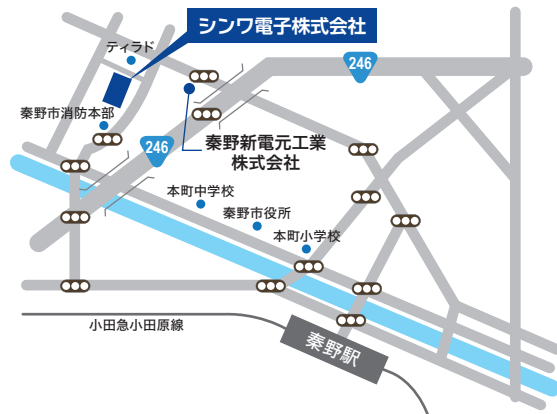 シンワ電子株式会社
ティラド
246
秦野市消防本部
246
秦野新電元工業
株式会社
本町中学校
秦野市役所
本町小学校
小田急小田原線
秦野駅